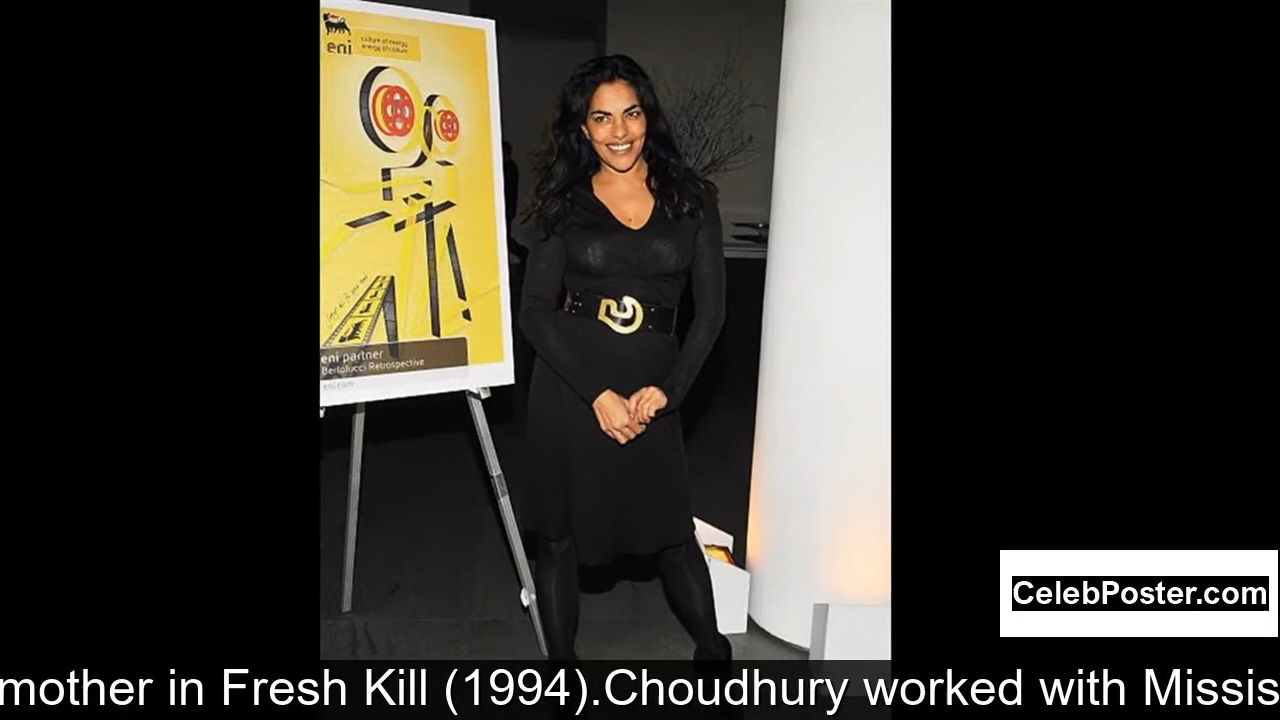 eni
culture of energy
energy of culture
eni partner
Bertolucci Retrospective
eni.com
CelebPoster.com
mother in Fresh Kill (1994).Choudhury worked with Missis